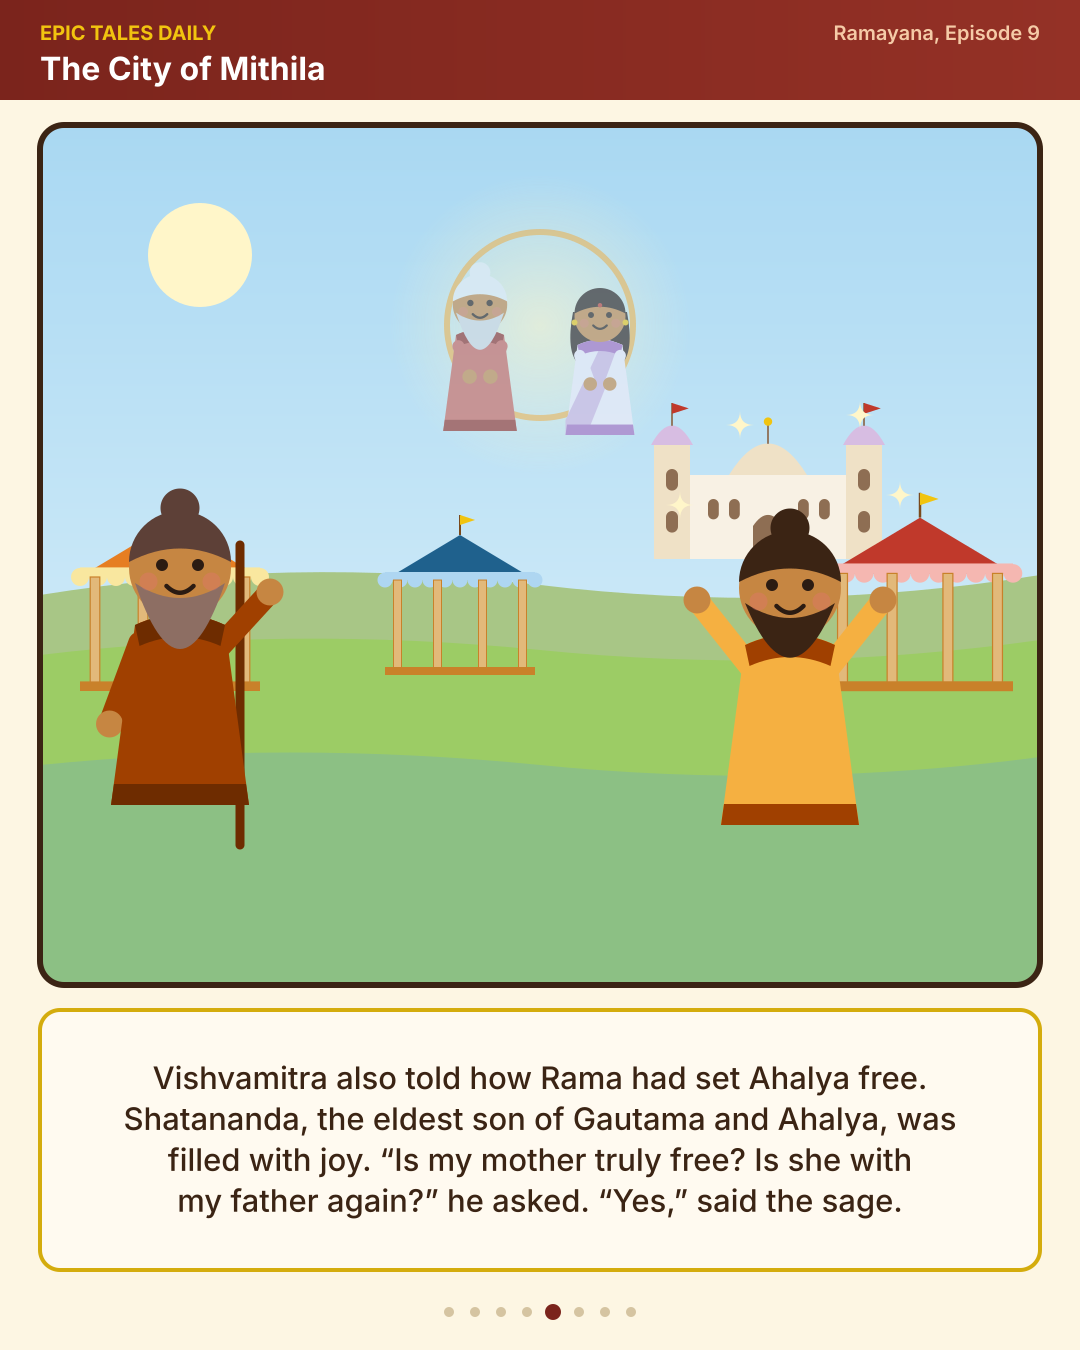 EPIC TALES DAILY
Ramayana, Episode 9
The City of Mithila
Vishvamitra also told how Rama had set Ahalya free.
Shatananda, the eldest son of Gautama and Ahalya, was
filled with joy. “Is my mother truly free? Is she with
my father again?” he asked. “Yes,” said the sage.